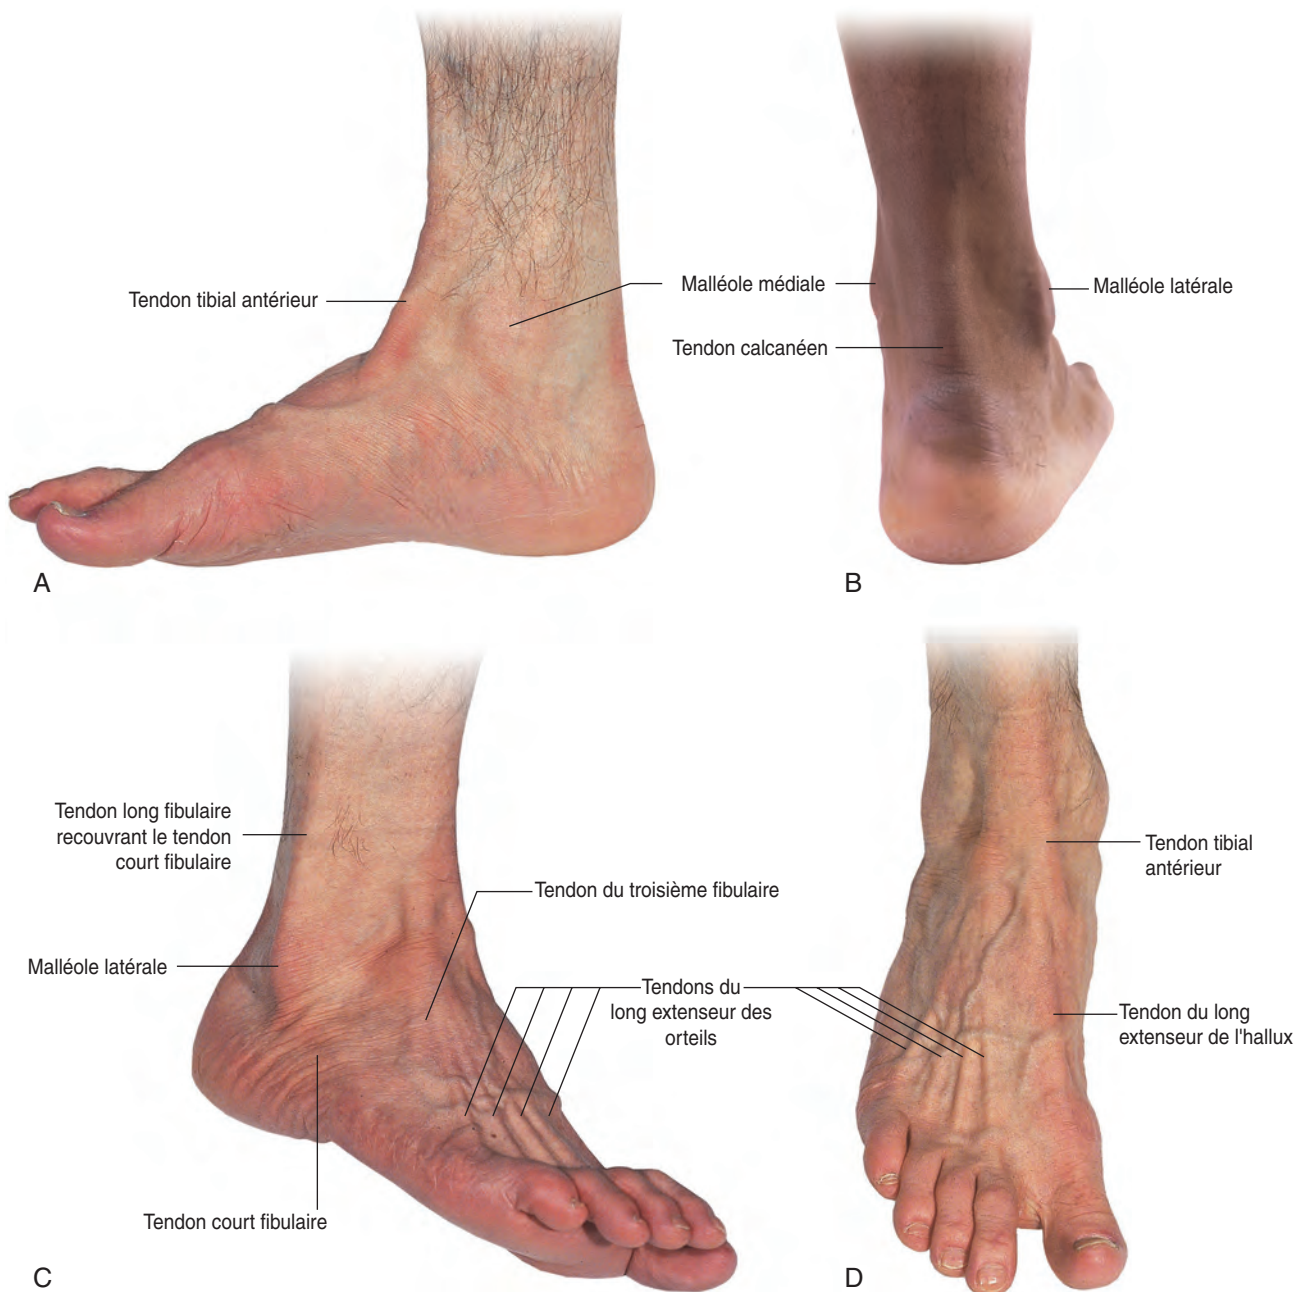 Tendon tibial antérieur
Malléole médiale
Malléole latérale
Tendon calcanéen
A
B
Tendon long fibulaire
recouvrant le tendon
court fibulaire
Tendon du troisième fibulaire
Tendon tibial
antérieur
Malléole latérale
Tendons du
long extenseur des
orteils
Tendon du long
extenseur de l'hallux
Tendon court fibulaire
C
D